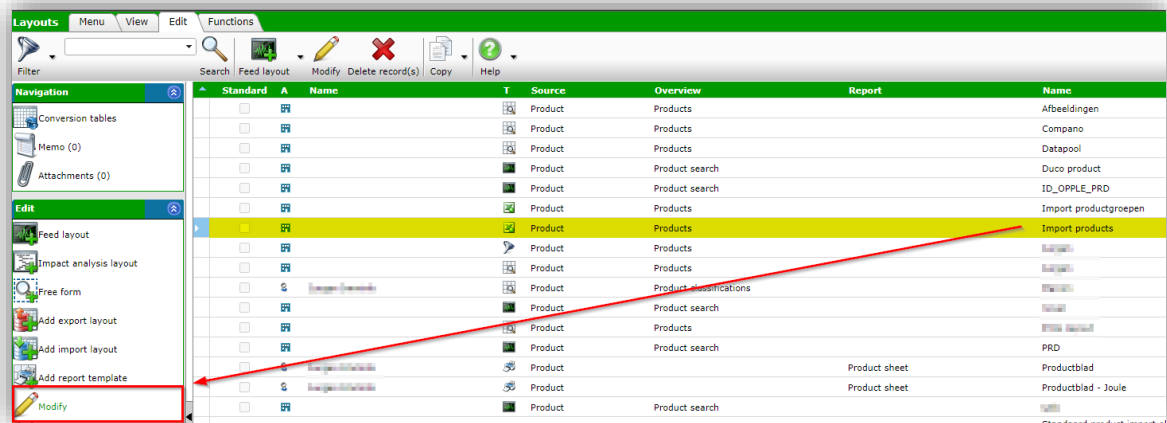 Layouts Menu View Edit Functions
Filter Search Feed layout Modify Delete record(s) Copy Help
Navigation
Conversion tables
Memo (0)
Attachments (0)
Edit
Feed layout
Impact analysis layout
Free form
Add export layout
Add import layout
Add report template
Modify
Standard A Name T Source Overview Report Name
Product Products Afbeeldingen
Product Products Compano
Product Products Datapool
Product Product search Duco product
Product Product search ID_OPPLE_PRD
Product Products Import productgroepen
Product Products Import products
Product Products
Product Products
S Product Product classifications
Product Product search
Product Products
Product Product search PRD
S Product Product sheet Productblad
S Product Product sheet Productblad - Joule
Product Product search